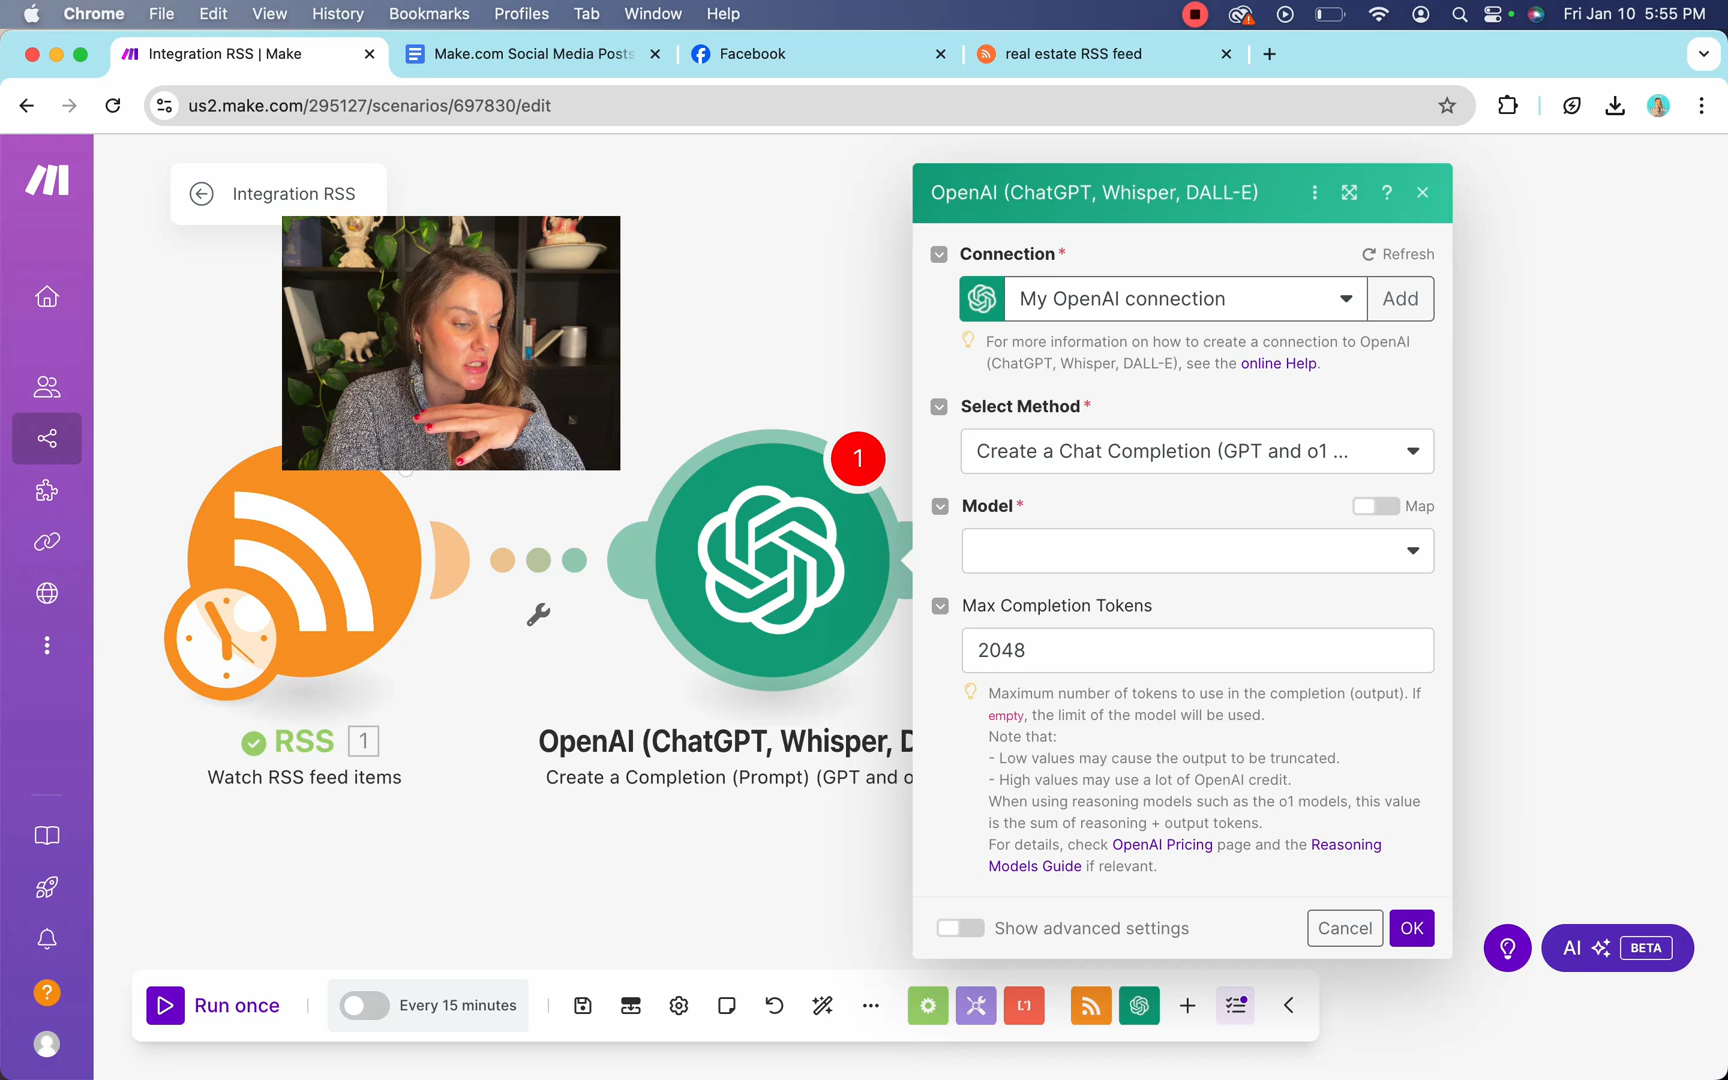 Chrome File Edit View History Bookmarks Profiles Tab Window Help Fri Jan 10 5:55 PM
Integration RSS | Make
Make.com Social Media Posts
Facebook
real estate RSS feed
us2.make.com/295127/scenarios/697830/edit
Integration RSS
OpenAI (ChatGPT, Whisper, DALL-E)
Connection *
Refresh
My OpenAI connection
Add
For more information on how to create a connection to OpenAI
(ChatGPT, Whisper, DALL-E), see the online Help.
Select Method *
Create a Chat Completion (GPT and o1 ...
1
Model *
Map
Max Completion Tokens
2048
Maximum number of tokens to use in the completion (output). If
empty, the limit of the model will be used.
Note that:
- Low values may cause the output to be truncated.
- High values may use a lot of OpenAI credit.
When using reasoning models such as the o1 models, this value
is the sum of reasoning + output tokens.
For details, check OpenAI Pricing page and the Reasoning
Models Guide if relevant.
RSS 1
Watch RSS feed items
OpenAI (ChatGPT, Whisper, D
Create a Completion (Prompt) (GPT and o
Show advanced settings
Cancel
OK
AI BETA
Run once
Every 15 minutes